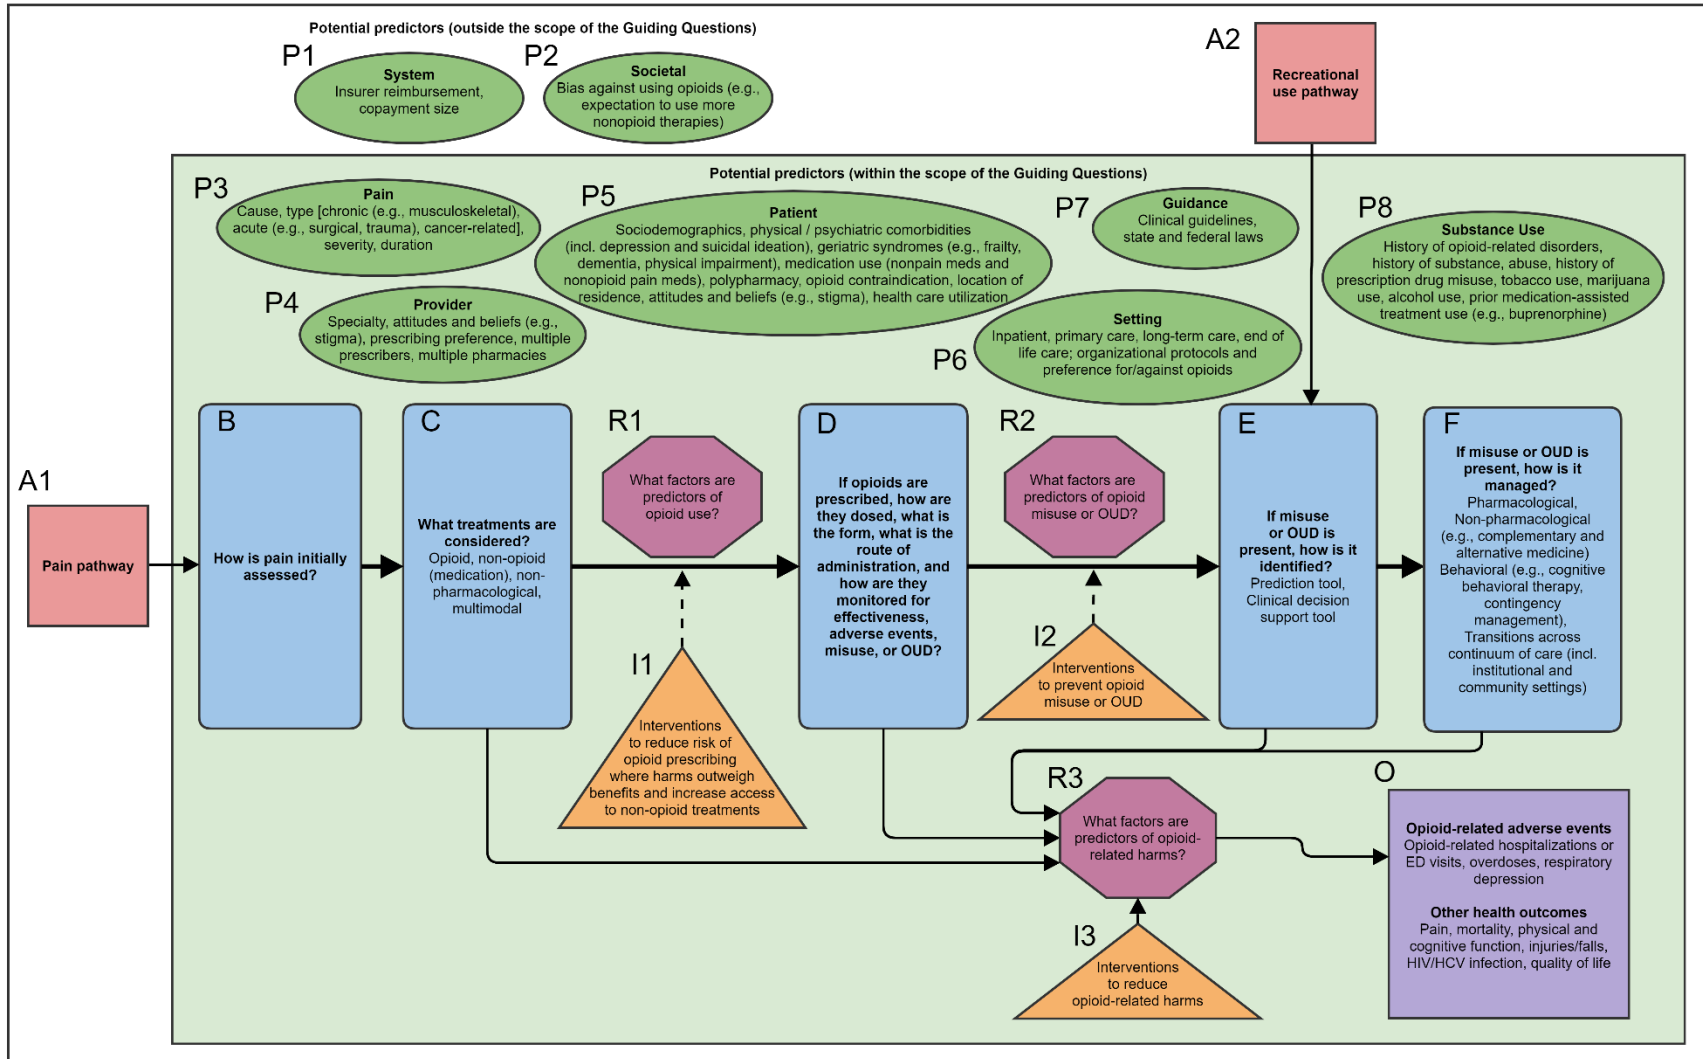 Potential predictors (outside the scope of the Guiding Questions)
P1
System
Insurer reimbursement,
copayment size
P2
Societal
Bias against using opioids (e.g.,
expectation to use more
nonopioid therapies)
A2
Recreational
use pathway
Potential predictors (within the scope of the Guiding Questions)
P3
Pain
Cause, type [chronic (e.g., musculoskeletal),
acute (e.g., surgical, trauma), cancer-related],
severity, duration
P4
Provider
Specialty, attitudes and beliefs (e.g.,
stigma), prescribing preference, multiple
prescribers, multiple pharmacies
P5
Patient
Sociodemographics, physical / psychiatric comorbidities
(incl. depression and suicidal ideation), geriatric syndromes (e.g., frailty,
dementia, physical impairment), medication use (nonpain meds and
nonopioid pain meds), polypharmacy, opioid contraindication, location of
residence, attitudes and beliefs (e.g., stigma), health care utilization
P7
Guidance
Clinical guidelines,
state and federal laws
P6
Setting
Inpatient, primary care, long-term care, end of
life care; organizational protocols and
preference for/against opioids
P8
Substance Use
History of opioid-related disorders,
history of substance, abuse, history of
prescription drug misuse, tobacco use, marijuana
use, alcohol use, prior medication-assisted
treatment use (e.g., buprenorphine)
A1
Pain pathway
B
How is pain initially
assessed?
C
What treatments are
considered?
Opioid, non-opioid
(medication), non-
pharmacological,
multimodal
R1
What factors are
predictors of
opioid use?
I1
Interventions
to reduce risk of
opioid prescribing
where harms outweigh
benefits and increase access
to non-opioid treatments
D
If opioids are
prescribed, how are
they dosed, what is
the form, what is the
route of
administration, and
how are they
monitored for
effectiveness,
adverse events,
misuse, or OUD?
R2
What factors are
predictors of opioid
misuse or OUD?
I2
Interventions
to prevent opioid
misuse or OUD
E
If misuse
or OUD is
present, how is it
identified?
Prediction tool,
Clinical decision
support tool
F
If misuse or OUD is
present, how is it
managed?
Pharmacological,
Non-pharmacological
(e.g., complementary and
alternative medicine)
Behavioral (e.g., cognitive
behavioral therapy,
contingency
management),
Transitions across
continuum of care (incl.
institutional and
community settings)
R3
What factors are
predictors of opioid-
related harms?
I3
Interventions
to reduce
opioid-related harms
O
Opioid-related adverse events
Opioid-related hospitalizations or
ED visits, overdoses, respiratory
depression
Other health outcomes
Pain, mortality, physical and
cognitive function, injuries/falls,
HIV/HCV infection, quality of life